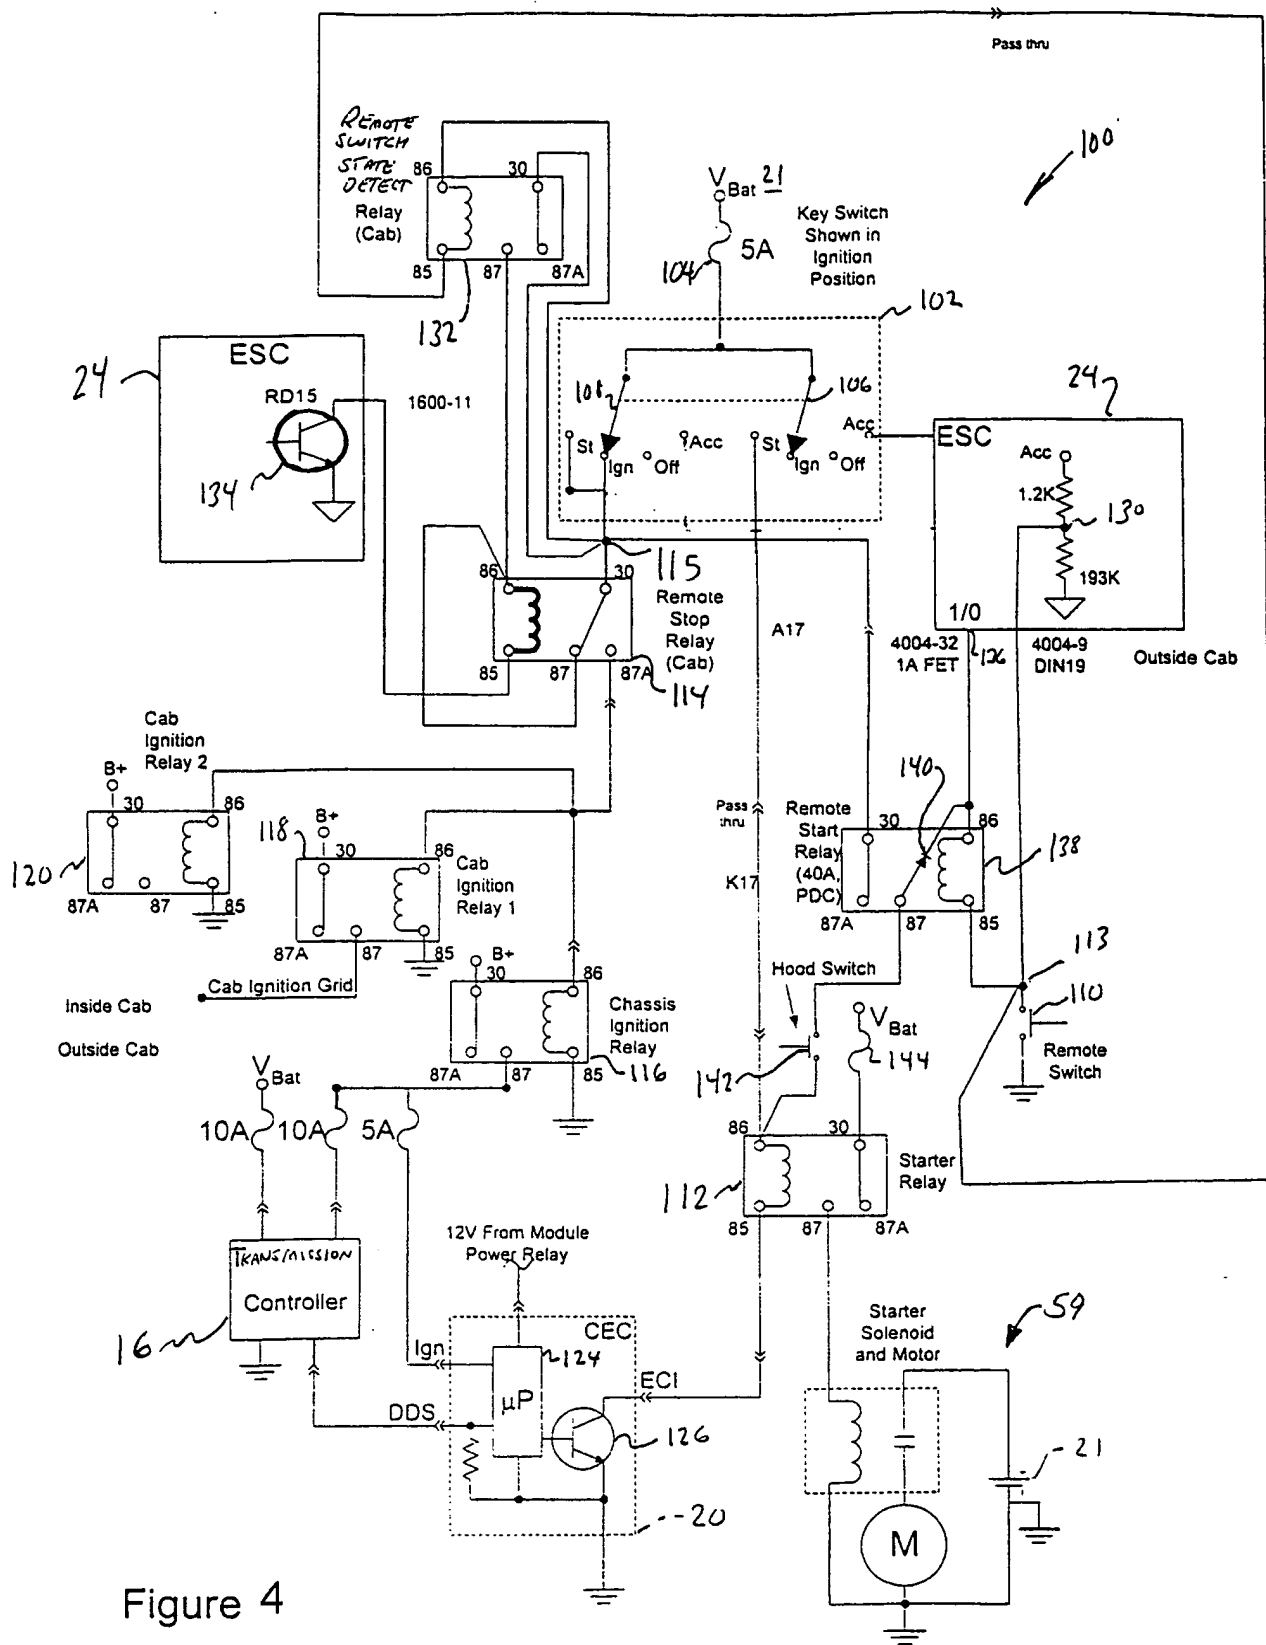 Pass thru
REMOTE
SWITCH
STATE
DETECT
Relay
(Cab)
86
30
85
87
87A
132
100
V Bat 21
5A
104
Key Switch
Shown in
Ignition
Position
102
24
ESC
RD15
134
1600-11
108
106
St
Ign
Off
Acc
St
Ign
Off
Acc
24
ESC
Acc
1.2K
130
193K
1/0
4004-32
1A FET
136
4004-9
DIN19
Outside Cab
115
86
30
Remote
Stop
Relay
(Cab)
85
87
87A
114
A17
Cab
Ignition
Relay 2
B+
30
86
120
87A
87
85
118
B+
30
86
Cab
Ignition
Relay 1
87A
87
85
Cab Ignition Grid
Inside Cab
Outside Cab
B+
30
86
Chassis
Ignition
Relay
87A
87
85
116
Pass
thru
K17
140
Remote
Start
Relay
(40A,
PDC)
30
86
138
87A
87
85
113
110
Remote
Switch
Hood Switch
142
V Bat
144
86
30
Starter
Relay
112
85
87
87A
V Bat
10A
10A
5A
TRANSMISSION
Controller
16
12V From Module
Power Relay
CEC
124
Ign
µP
DDS
ECI
126
20
Starter
Solenoid
and Motor
59
21
M
Figure 4